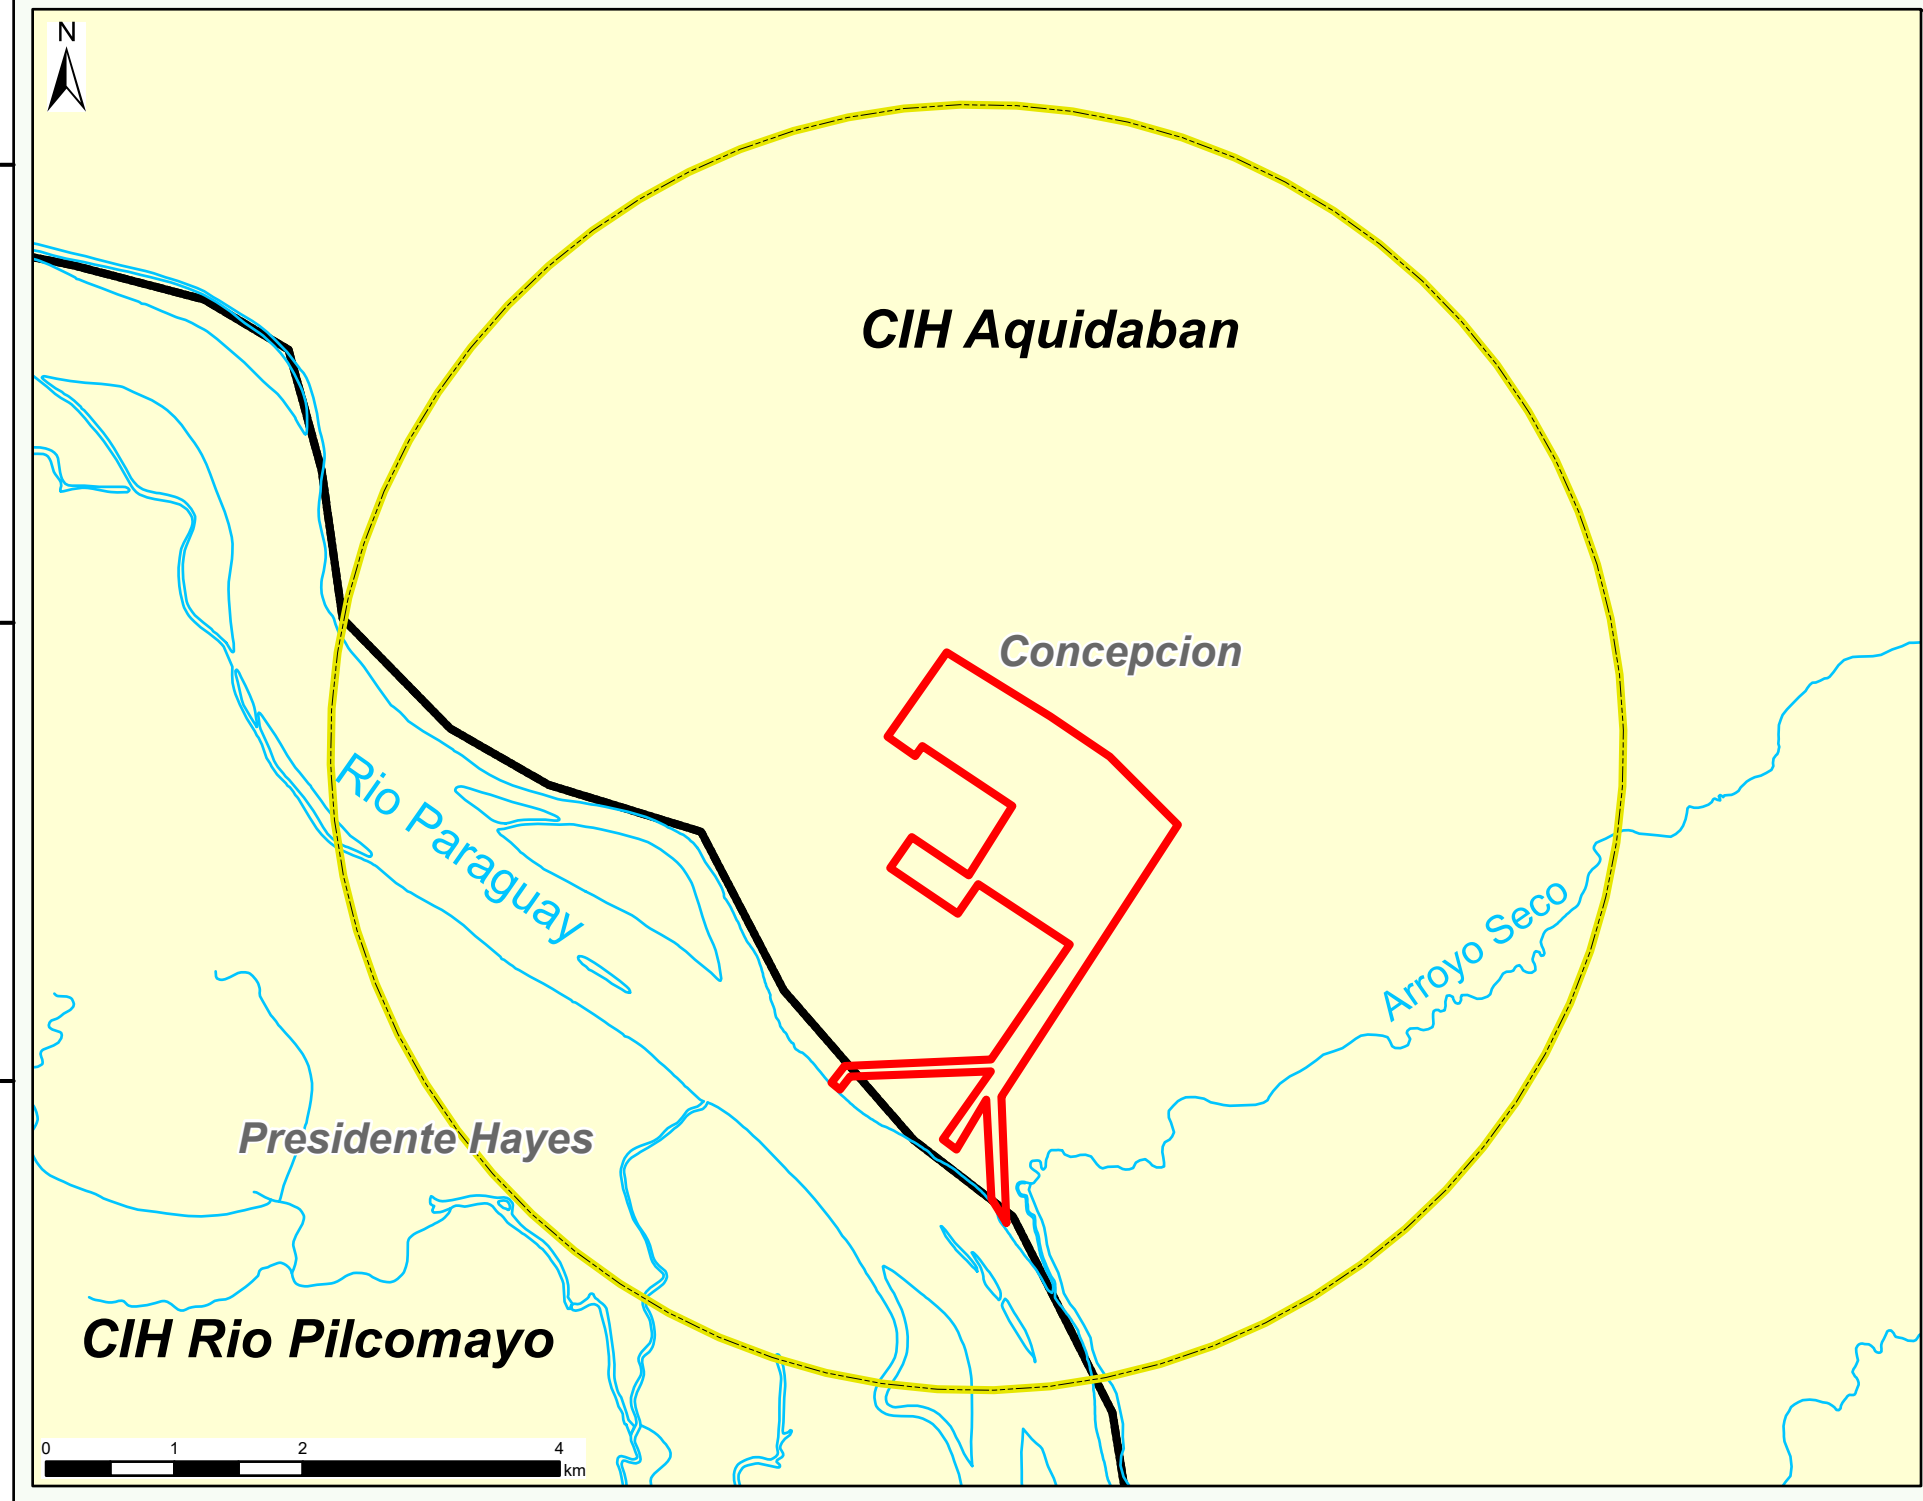 N
CIH Aquidaban
Concepcion
Rio Paraguay
Arroyo Seco
Presidente Hayes
CIH Rio Pilcomayo
0 1 2 4
km